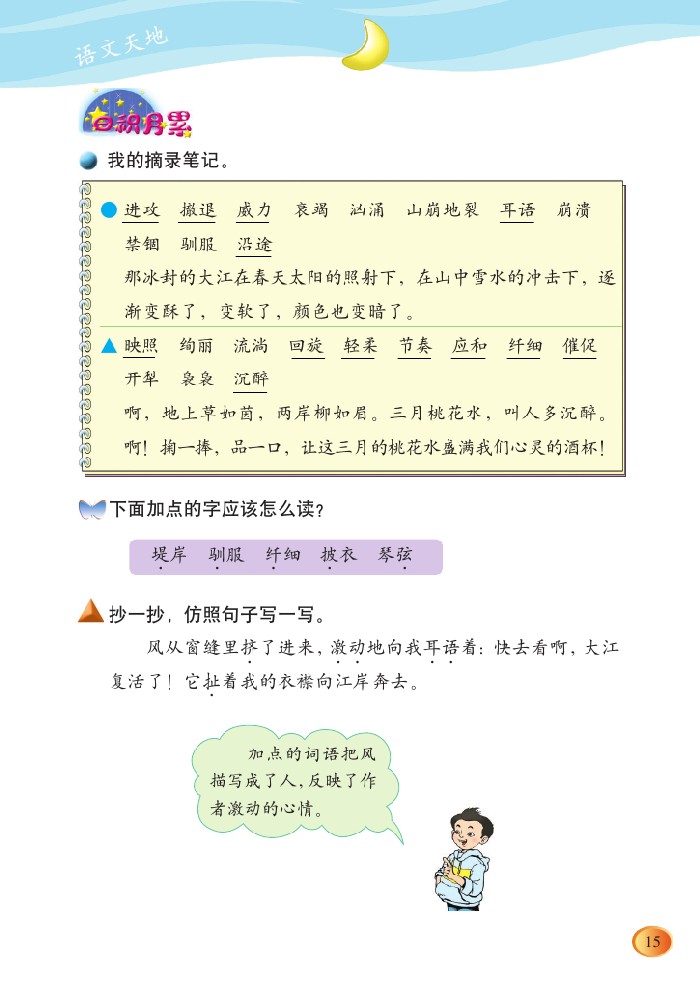 语文天地
日积月累
我的摘录笔记。
进攻 撤退 威力 衰竭 汹涌 山崩地裂 耳语 崩溃
禁锢 驯服 沿途
那冰封的大江在春天太阳的照射下，在山中雪水的冲击下，逐
渐变酥了，变软了，颜色也变暗了。
映照 绚丽 流淌 回旋 轻柔 节奏 应和 纤细 催促
开犁 袅袅 沉醉
啊，地上草如茵，两岸柳如眉。三月桃花水，叫人多沉醉。
啊！掬一捧，品一口，让这三月的桃花水盛满我们心灵的酒杯！
下面加点的字应该怎么读？
堤岸 驯服 纤细 披衣 琴弦
抄一抄，仿照句子写一写。
风从窗缝里挤了进来，激动地向我耳语着：快去看啊，大江
复活了！它扯着我的衣襟向江岸奔去。
加点的词语把风
描写成了人，反映了作
者激动的心情。
15